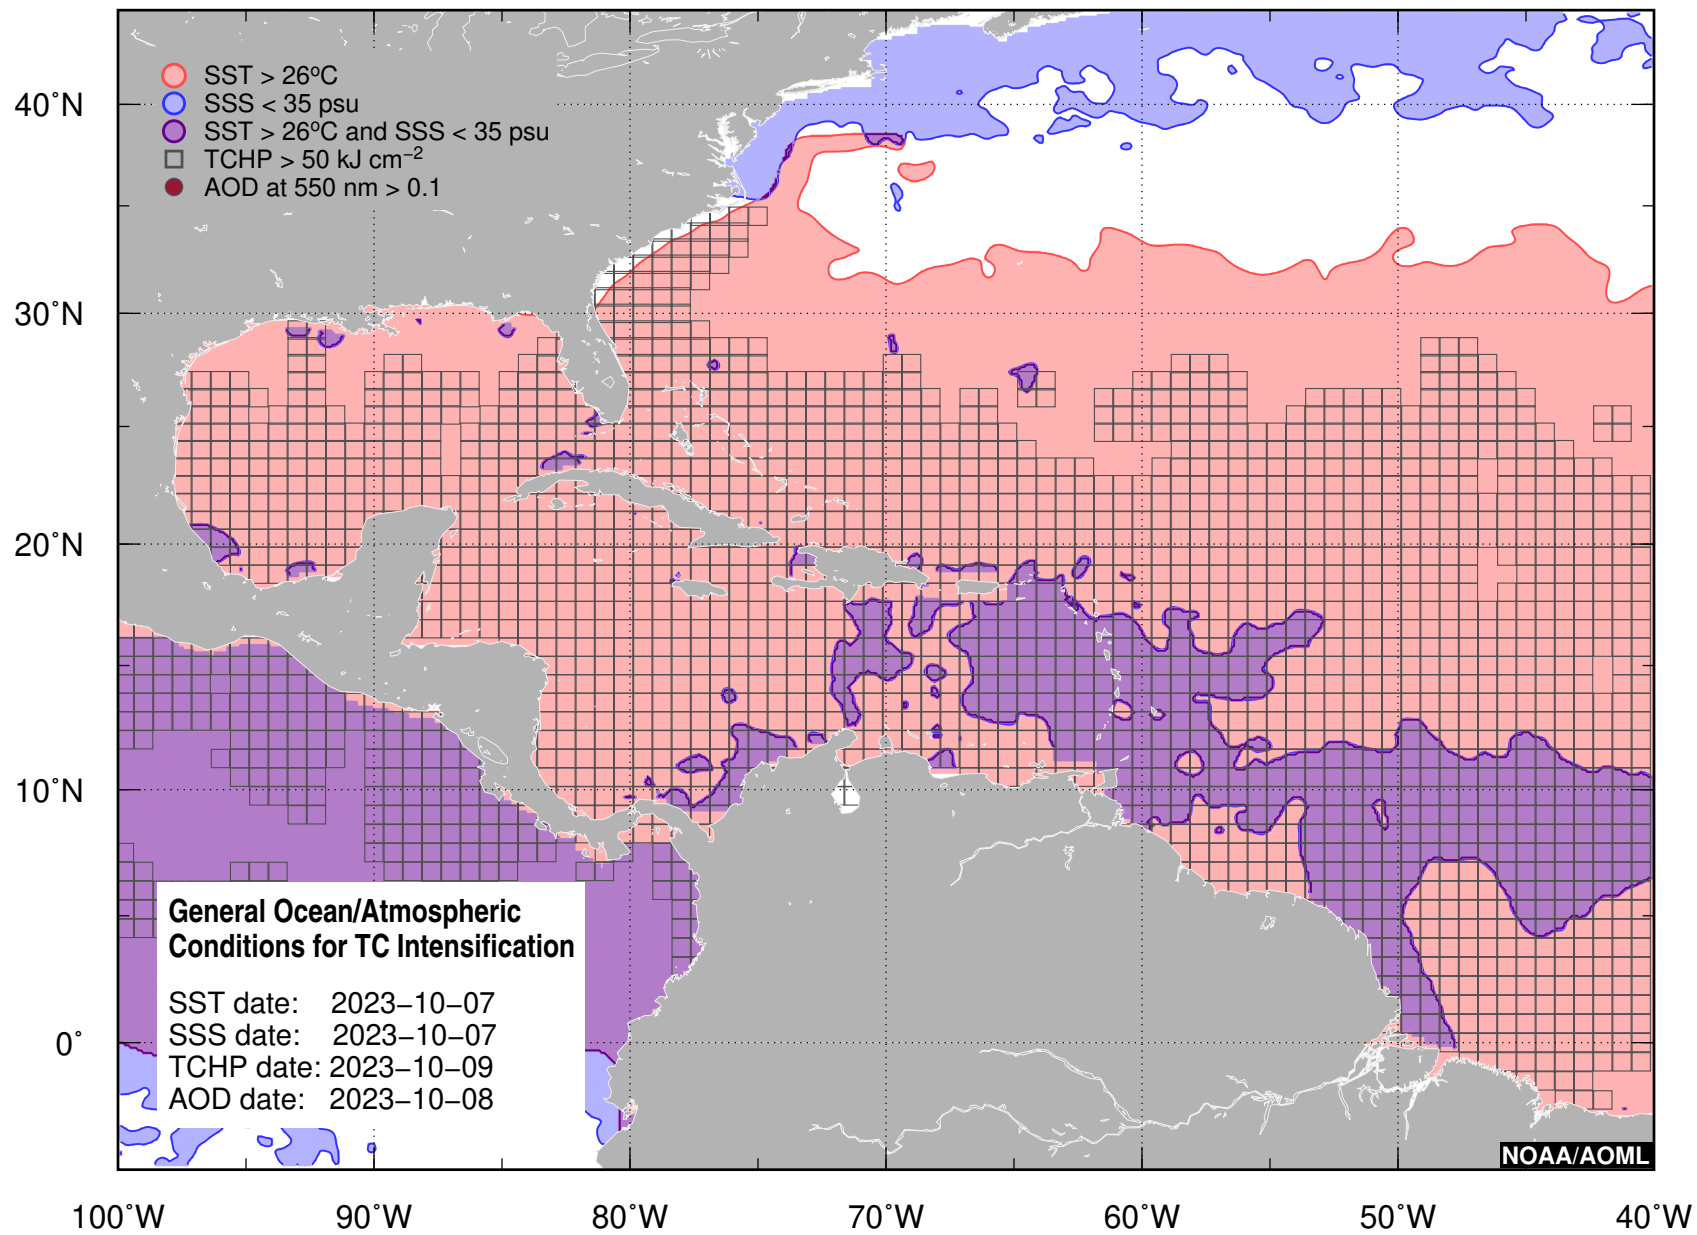 SST > 26°C
SSS < 35 psu
SST > 26°C and SSS < 35 psu
TCHP > 50 kJ cm⁻²
AOD at 550 nm > 0.1
40°N
30°N
20°N
10°N
0°
General Ocean/Atmospheric
Conditions for TC Intensification
SST date: 2023−10−07
SSS date: 2023−10−07
TCHP date: 2023−10−09
AOD date: 2023−10−08
NOAA/AOML
100°W 90°W 80°W 70°W 60°W 50°W 40°W